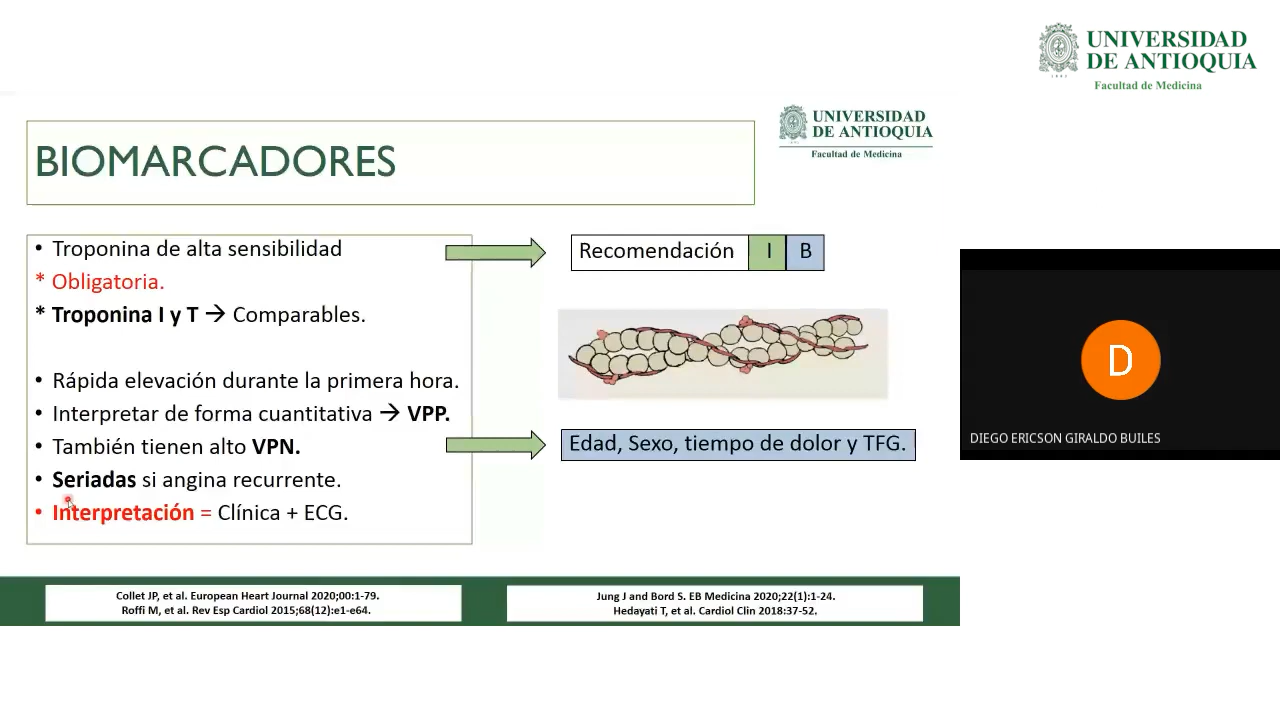 UNIVERSIDAD
DE ANTIOQUIA
Facultad de Medicina
UNIVERSIDAD
DE ANTIOQUIA
Facultad de Medicina
BIOMARCADORES
• Troponina de alta sensibilidad
* Obligatoria.
* Troponina I y T → Comparables.
• Rápida elevación durante la primera hora.
• Interpretar de forma cuantitativa → VPP.
• También tienen alto VPN.
• Seriadas si angina recurrente.
• Interpretación = Clínica + ECG.
Recomendación I B
Edad, Sexo, tiempo de dolor y TFG.
D
DIEGO ERICSON GIRALDO BUILES
Collet JP, et al. European Heart Journal 2020;00:1-79.
Roffi M, et al. Rev Esp Cardiol 2015;68(12):e1-e64.
Jung J and Bord S. EB Medicina 2020;22(1):1-24.
Hedayati T, et al. Cardiol Clin 2018:37-52.